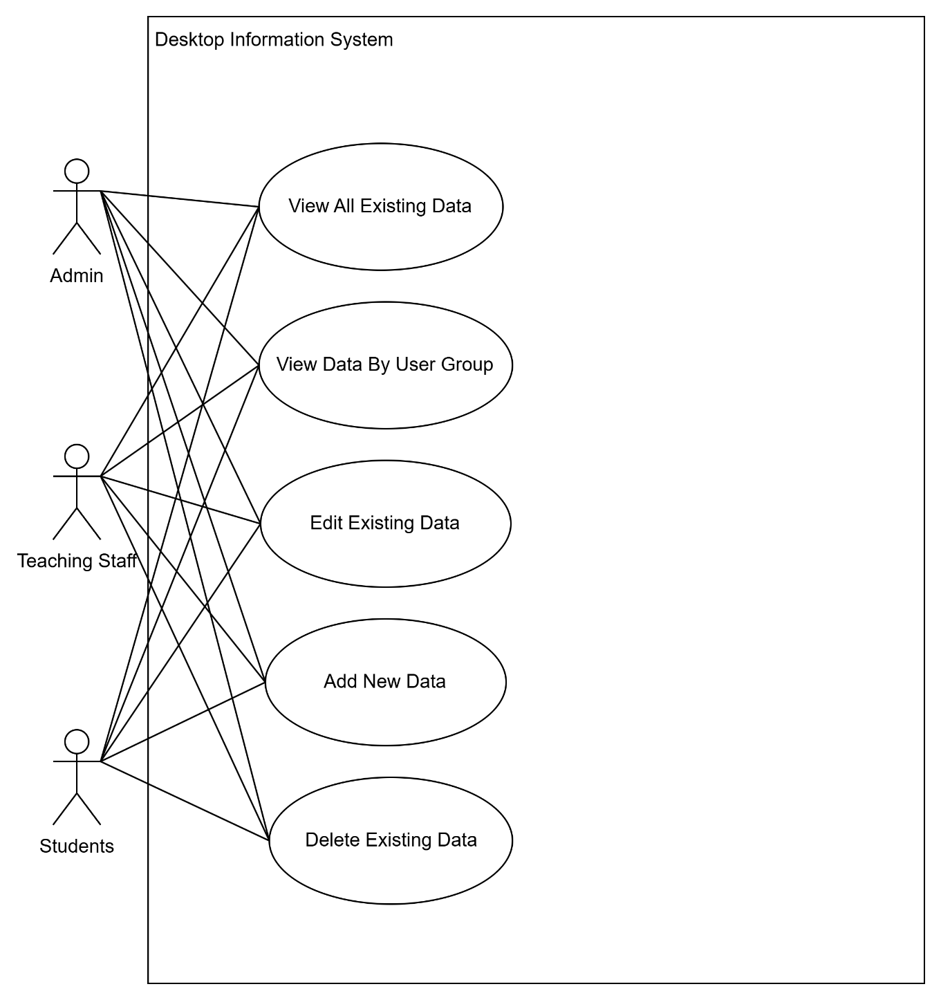 Desktop Information System
View All Existing Data
Admin
View Data By User Group
Edit Existing Data
Teaching Staff
Add New Data
Delete Existing Data
Students